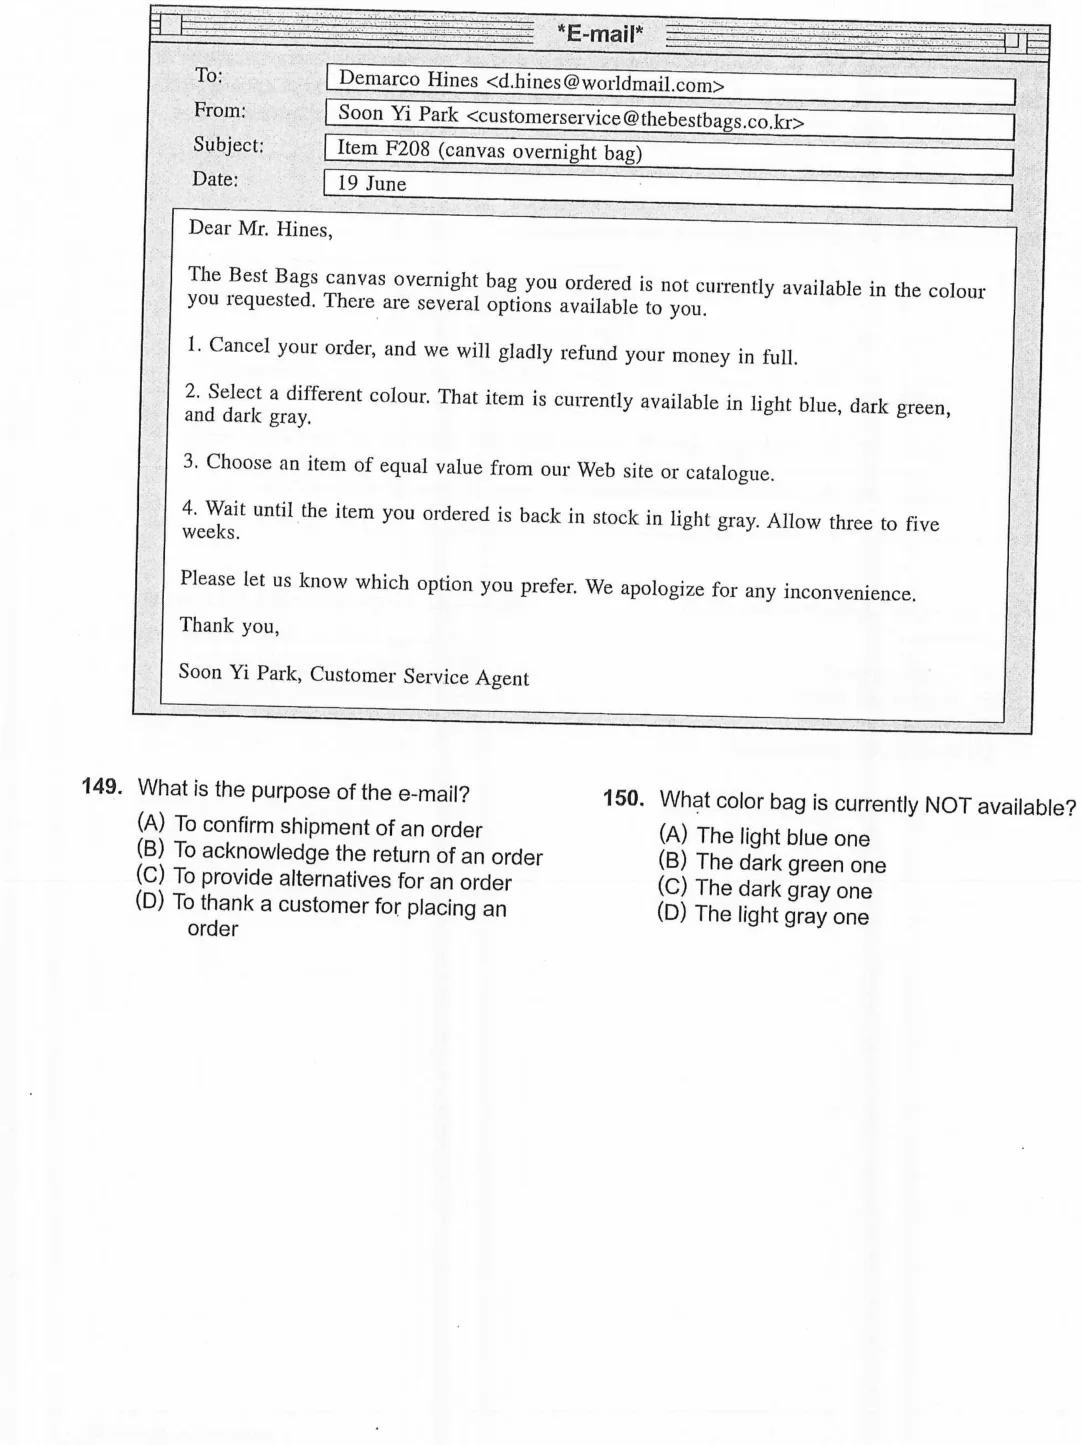 *E-mail*
To: Demarco Hines <d.hines@worldmail.com>
From: Soon Yi Park <customerservice@thebestbags.co.kr>
Subject: Item F208 (canvas overnight bag)
Date: 19 June
Dear Mr. Hines,
The Best Bags canvas overnight bag you ordered is not currently available in the colour
you requested. There are several options available to you.
1. Cancel your order, and we will gladly refund your money in full.
2. Select a different colour. That item is currently available in light blue, dark green,
and dark gray.
3. Choose an item of equal value from our Web site or catalogue.
4. Wait until the item you ordered is back in stock in light gray. Allow three to five
weeks.
Please let us know which option you prefer. We apologize for any inconvenience.
Thank you,
Soon Yi Park, Customer Service Agent
149. What is the purpose of the e-mail?
(A) To confirm shipment of an order
(B) To acknowledge the return of an order
(C) To provide alternatives for an order
(D) To thank a customer for placing an
order
150. What color bag is currently NOT available?
(A) The light blue one
(B) The dark green one
(C) The dark gray one
(D) The light gray one